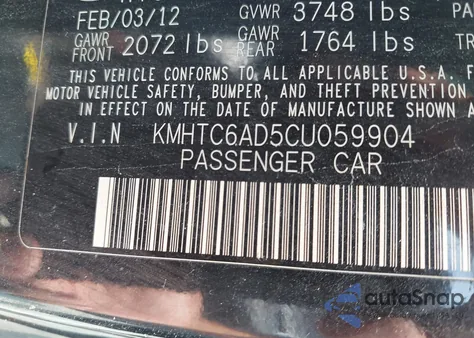 FEB/03/12 GVWR 3748 lbs PASS
GAWR FRONT 2072 lbs GAWR REAR 1764 lbs TR
THIS VEHICLE CONFORMS TO ALL APPLICABLE U.S.A. F
MOTOR VEHICLE SAFETY, BUMPER, AND THEFT PREVENTION
IN EFFECT ON THE DATE OF MANUFACTURE SHOWN A
V.I.N KMHTC6AD5CU059904
PASSENGER CAR
autoSnap